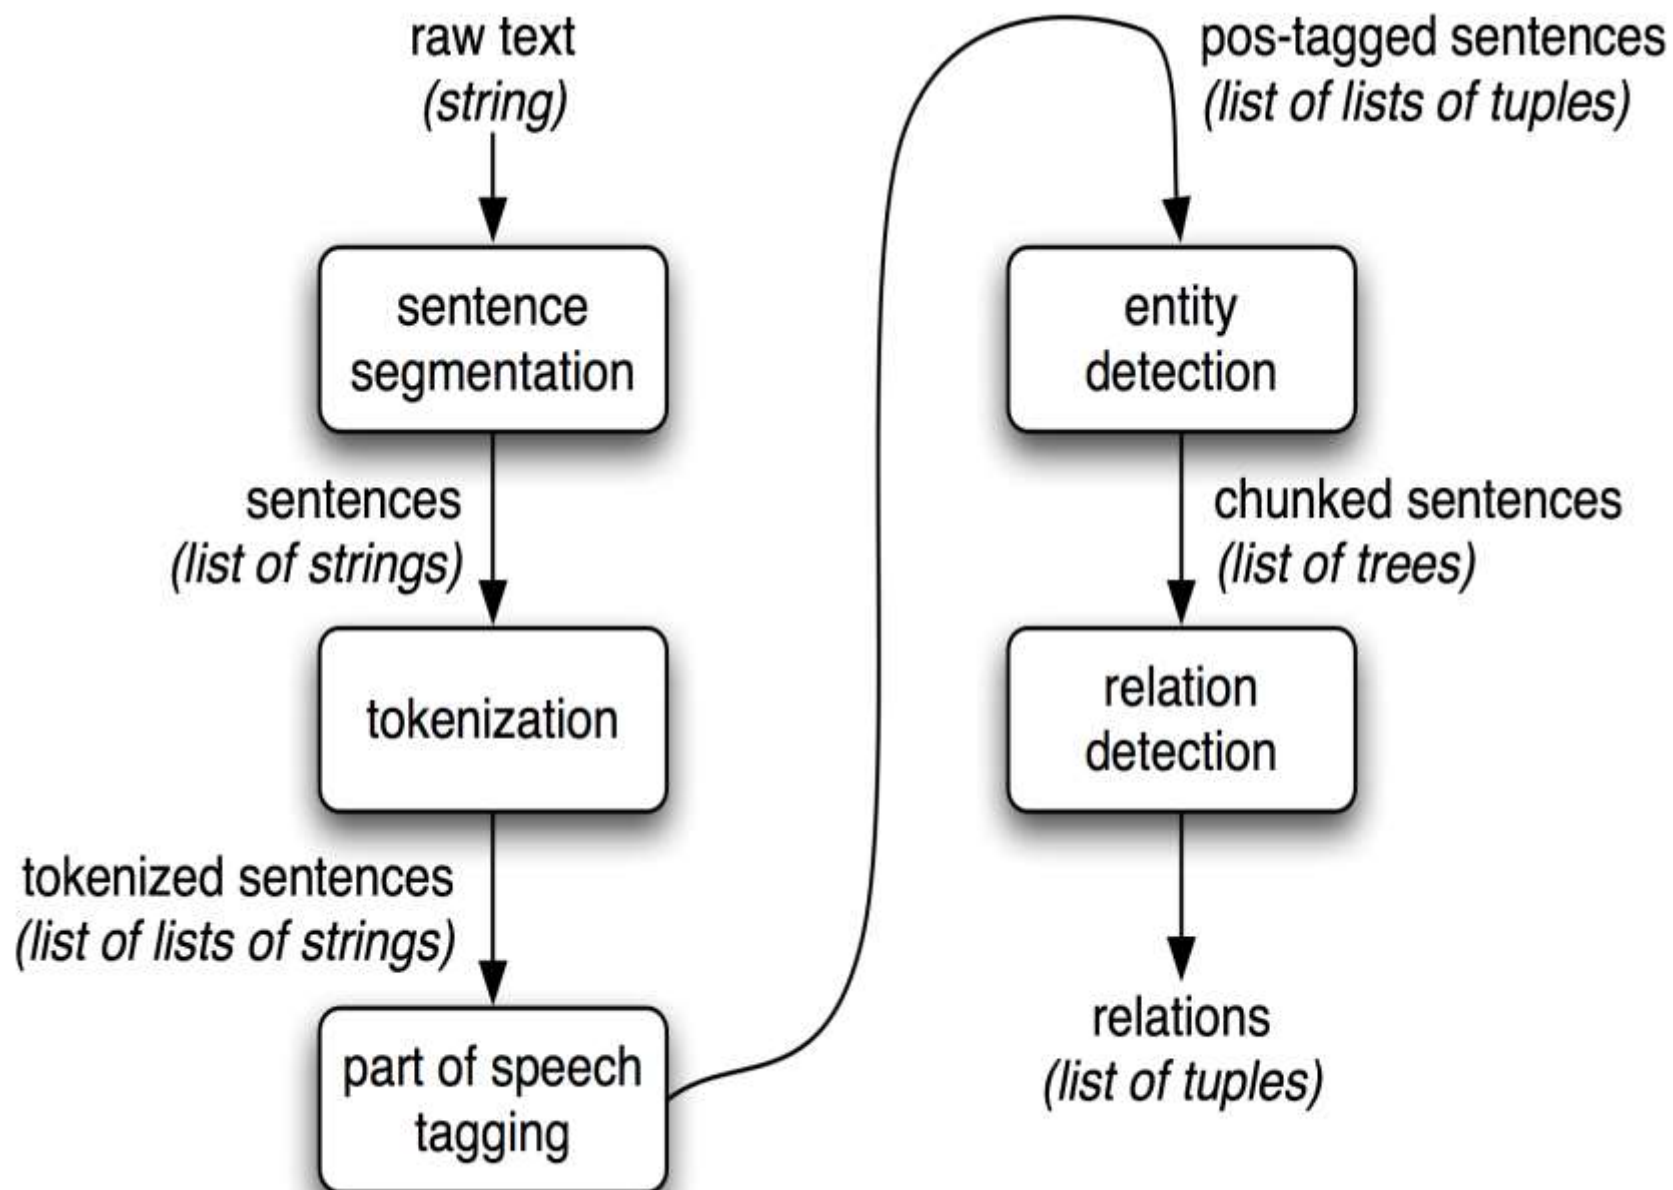 raw text
(string)
sentence
segmentation
sentences
(list of strings)
tokenization
tokenized sentences
(list of lists of strings)
part of speech
tagging
pos-tagged sentences
(list of lists of tuples)
entity
detection
chunked sentences
(list of trees)
relation
detection
relations
(list of tuples)